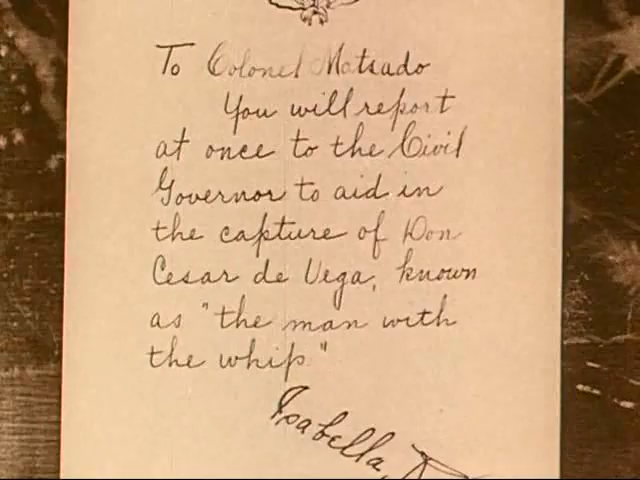 To Colonel Matsado
You will report
at once to the Civil
Governor to aid in
the capture of Don
Cesar de Vega, known
as "the man with
the whip"
Isabella,